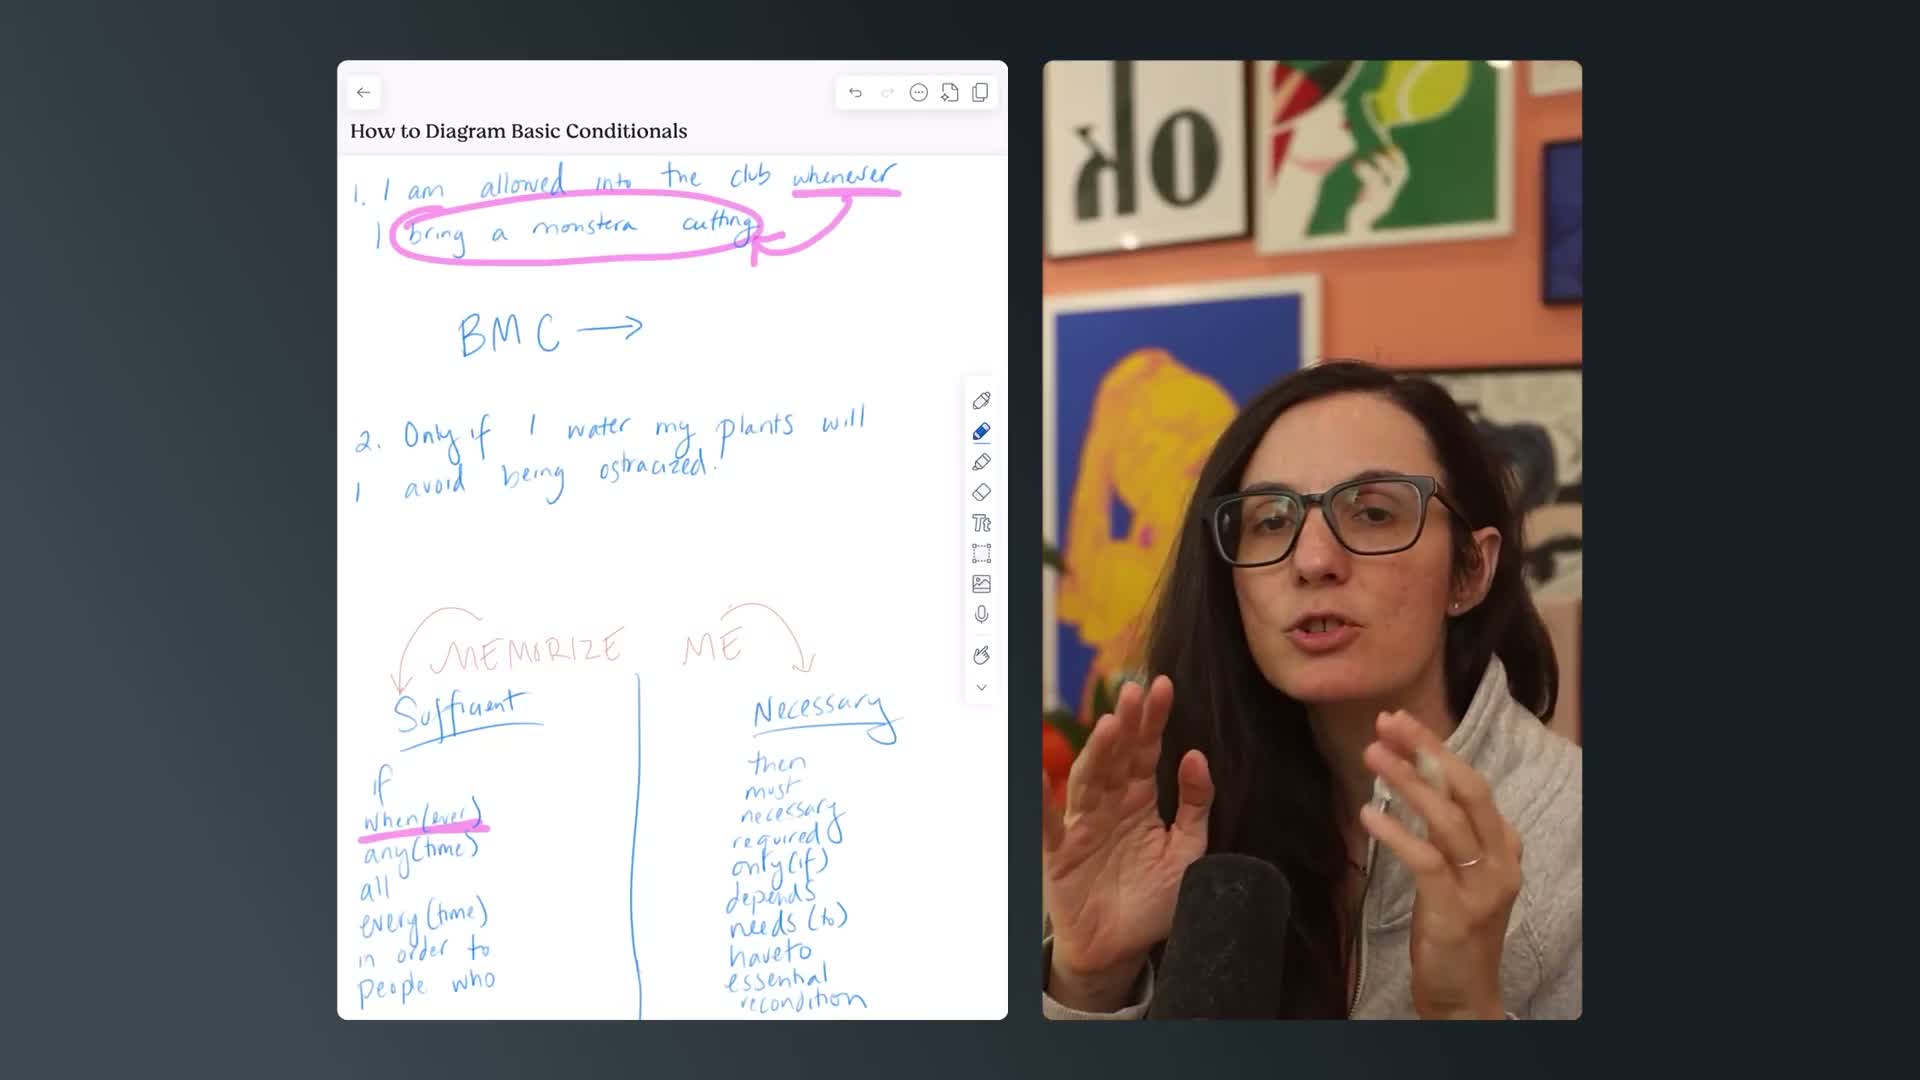 How to Diagram Basic Conditionals
1. I am allowed into the club whenever
I bring a monstera cutting
BMC →
2. Only if I water my plants will
I avoid being ostracized.
MEMORIZE ME
Sufficient
if
when(ever)
any(time)
all
every(time)
in order to
people who
Necessary
then
must
necessary
required
only(if)
depends
needs (to)
have to
essential
recondition
Tt
ok